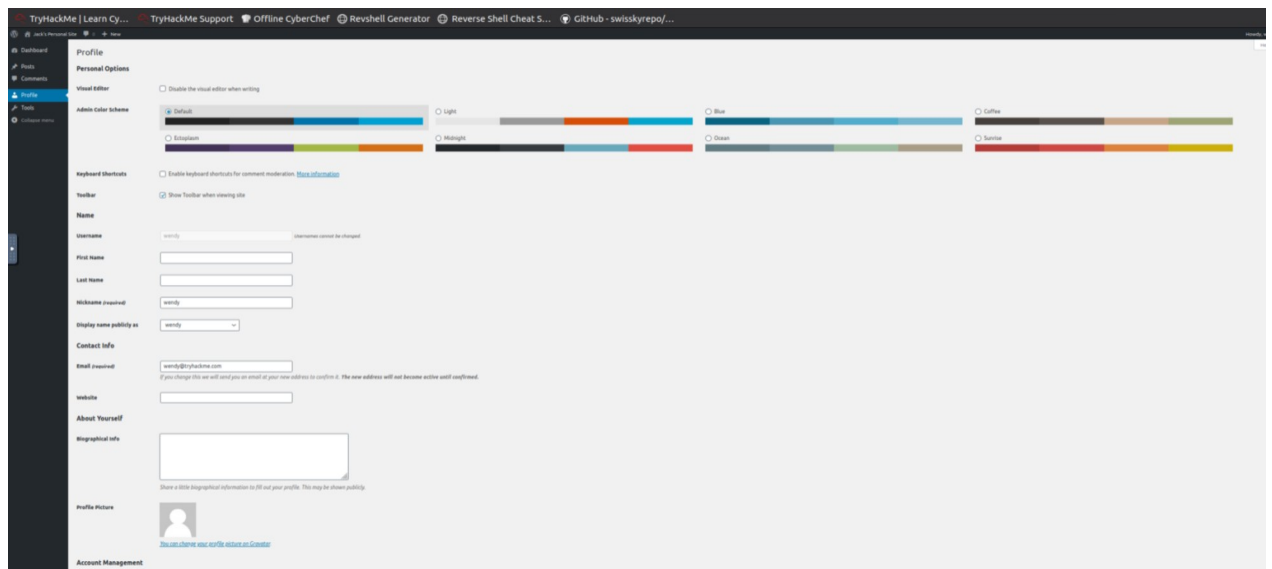 TryHackMe | Learn Cy... TryHackMe Support Offline CyberChef Revshell Generator Reverse Shell Cheat S... GitHub - swisskyrepo/...
Jack's Personal Site New Howdy,
Dashboard
Posts
Comments
Profile
Tools
Collapse menu
Profile
Personal Options
Visual Editor Disable the visual editor when writing
Admin Color Scheme Default Light Blue Coffee
Ectoplasm Midnight Ocean Sunrise
Keyboard Shortcuts Enable keyboard shortcuts for comment moderation. More information
Toolbar Show Toolbar when viewing site
Name
Username wendy Usernames cannot be changed.
First Name
Last Name
Nickname (required) wendy
Display name publicly as wendy
Contact Info
Email (required) wendy@tryhackme.com
If you change this we will send you an email at your new address to confirm it. The new address will not become active until confirmed.
Website
About Yourself
Biographical Info
Share a little biographical information to fill out your profile. This may be shown publicly.
Profile Picture
You can change your profile picture on Gravatar
Account Management